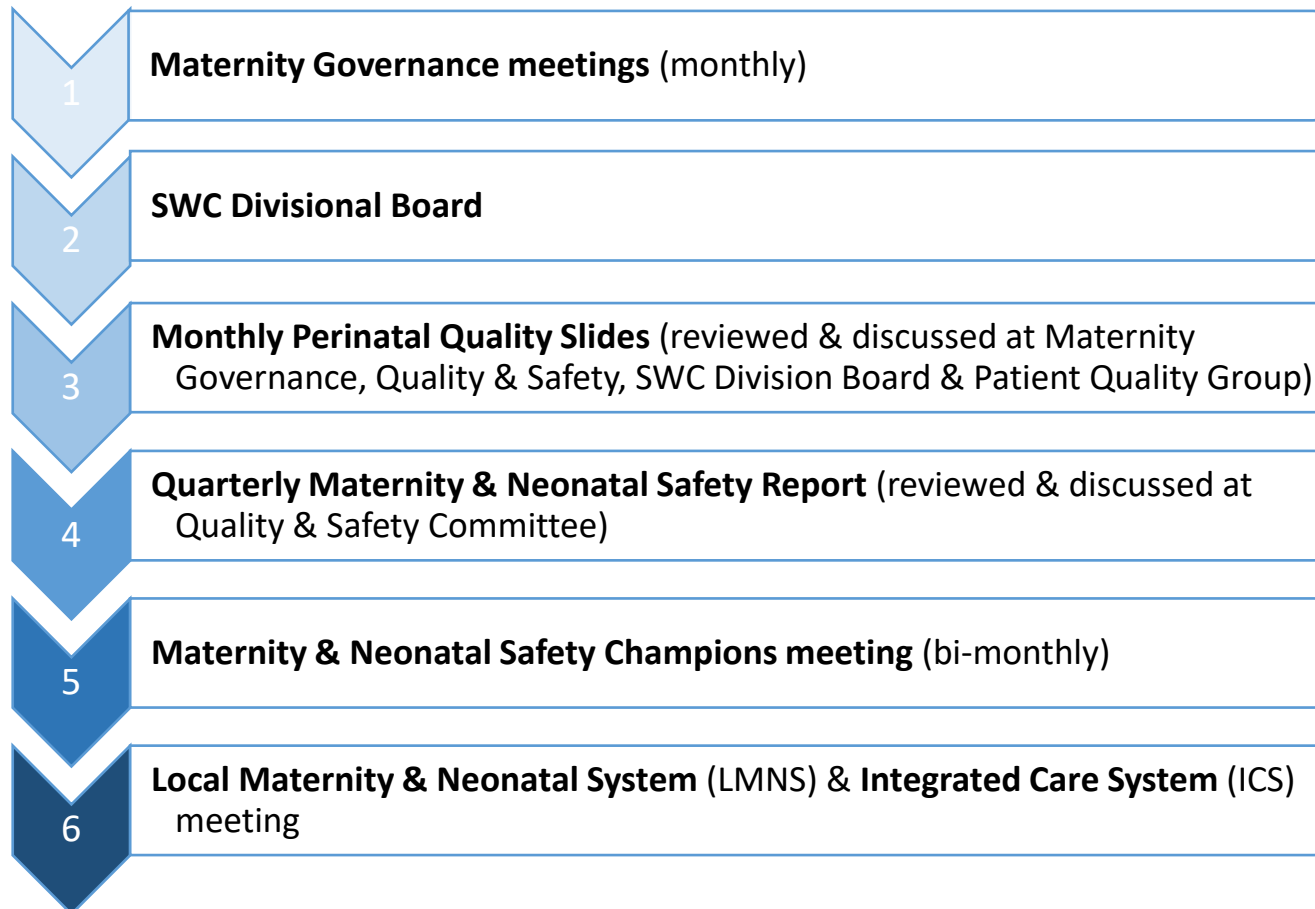 1
Maternity Governance meetings (monthly)
2
SWC Divisional Board
3
Monthly Perinatal Quality Slides (reviewed & discussed at Maternity
Governance, Quality & Safety, SWC Division Board & Patient Quality Group)
4
Quarterly Maternity & Neonatal Safety Report (reviewed & discussed at
Quality & Safety Committee)
5
Maternity & Neonatal Safety Champions meeting (bi-monthly)
6
Local Maternity & Neonatal System (LMNS) & Integrated Care System (ICS)
meeting